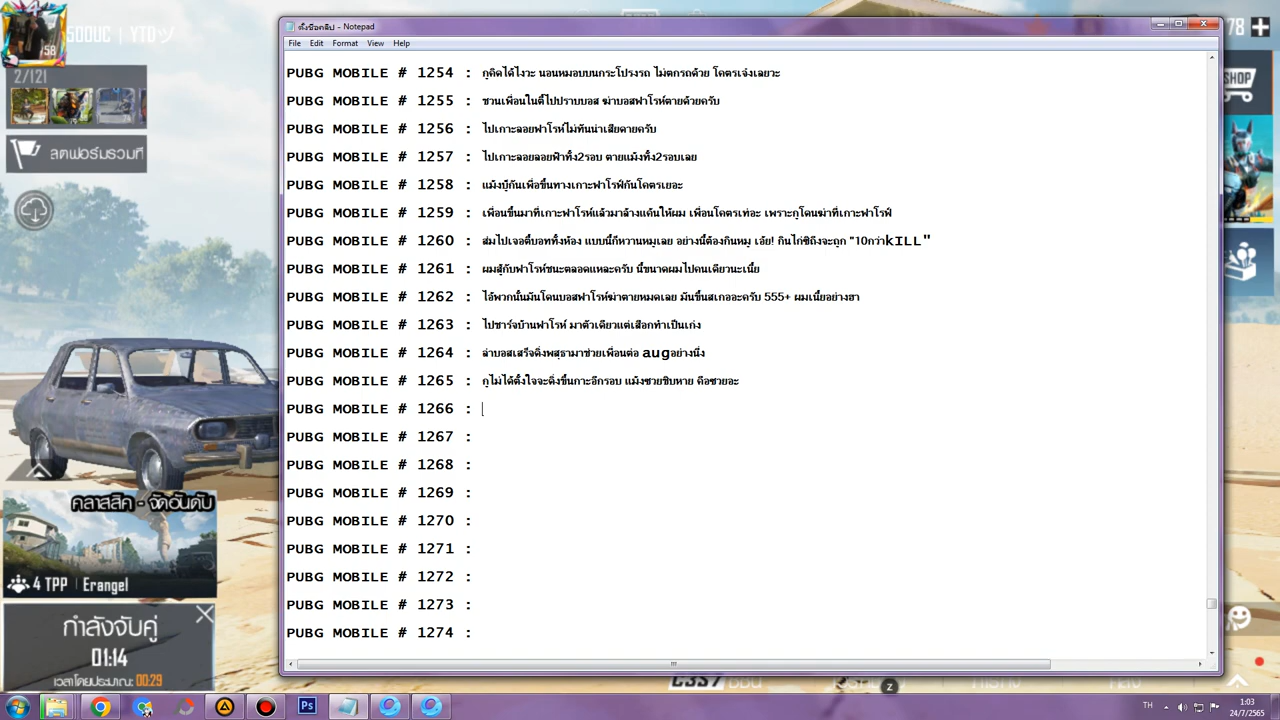 ตั้งชื่อคลิป - Notepad
File Edit Format View Help
PUBG MOBILE # 1254 : กูคิดได้ไงวะ นอนหมอบบนกระโปรงรถ ไม่ตกรถด้วย โคตรเจ๋งเลยวะ
PUBG MOBILE # 1255 : ชวนเพื่อนในตี้ไปปราบบอส ฆ่าบอสฟาโรห์ตายด้วยครับ
PUBG MOBILE # 1256 : ไปเกาะลอยฟาโรห์ไม่ทันน่าเสียดายครับ
PUBG MOBILE # 1257 : ไปเกาะลอยลอยฟ้าทั้ง2รอบ ตายแม้งทั้ง2รอบเลย
PUBG MOBILE # 1258 : แม้งบู๊กันเพื่อขึ้นทางเกาะฟาโรฟ์กันโคตรเยอะ
PUBG MOBILE # 1259 : เพื่อนขึ้นมาที่เกาะฟาโรห์แล้วมาล้างแค้นให้ผม เพื่อนโคตรเท่อะ เพราะกูโดนฆ่าที่เกาะฟาโรฟ์
PUBG MOBILE # 1260 : สุ่มไปเจอตี้บอททั้งห้อง แบบนี้ก็หวานหมูเลย อย่างนี้ต้องกินหมู เอ้ย! กินไก่ซิถึงจะถูก "10กว่าkILL"
PUBG MOBILE # 1261 : ผมสู้กับฟาโรห์ชนะตลอดแหละครับ นี้ขนาดผมไปคนเดียวนะเนี้ย
PUBG MOBILE # 1262 : ไอ้พวกนั้นมันโดนบอสฟาโรห์ฆ่าตายหมดเลย มันขึ้นสเกออะครับ 555+ ผมเนี้ยอย่างฮา
PUBG MOBILE # 1263 : ไปชาร์จบ้านฟาโรห์ มาตัวเดียวแต่เสือกทำเป็นเก่ง
PUBG MOBILE # 1264 : ล่าบอสเสร็จดิ่งพสุธามาช่วยเพื่อนต่อ augอย่างนึ่ง
PUBG MOBILE # 1265 : กูไม่ได้ตั้งใจจะดิ่งขึ้นกาะอีกรอบ แม้งซวยชิบหาย คือซวยอะ
PUBG MOBILE # 1266 :
PUBG MOBILE # 1267 :
PUBG MOBILE # 1268 :
PUBG MOBILE # 1269 :
PUBG MOBILE # 1270 :
PUBG MOBILE # 1271 :
PUBG MOBILE # 1272 :
PUBG MOBILE # 1273 :
PUBG MOBILE # 1274 :
58
2/121
78
SHOP
คลาสสิค - จัดอันดับ
4 TPP | Erangel
กำลังจับคู่
01:14
เวลาโดยประมาณ: 00:29
C3S7
Z
Ps
TH
1:03
24/7/2565